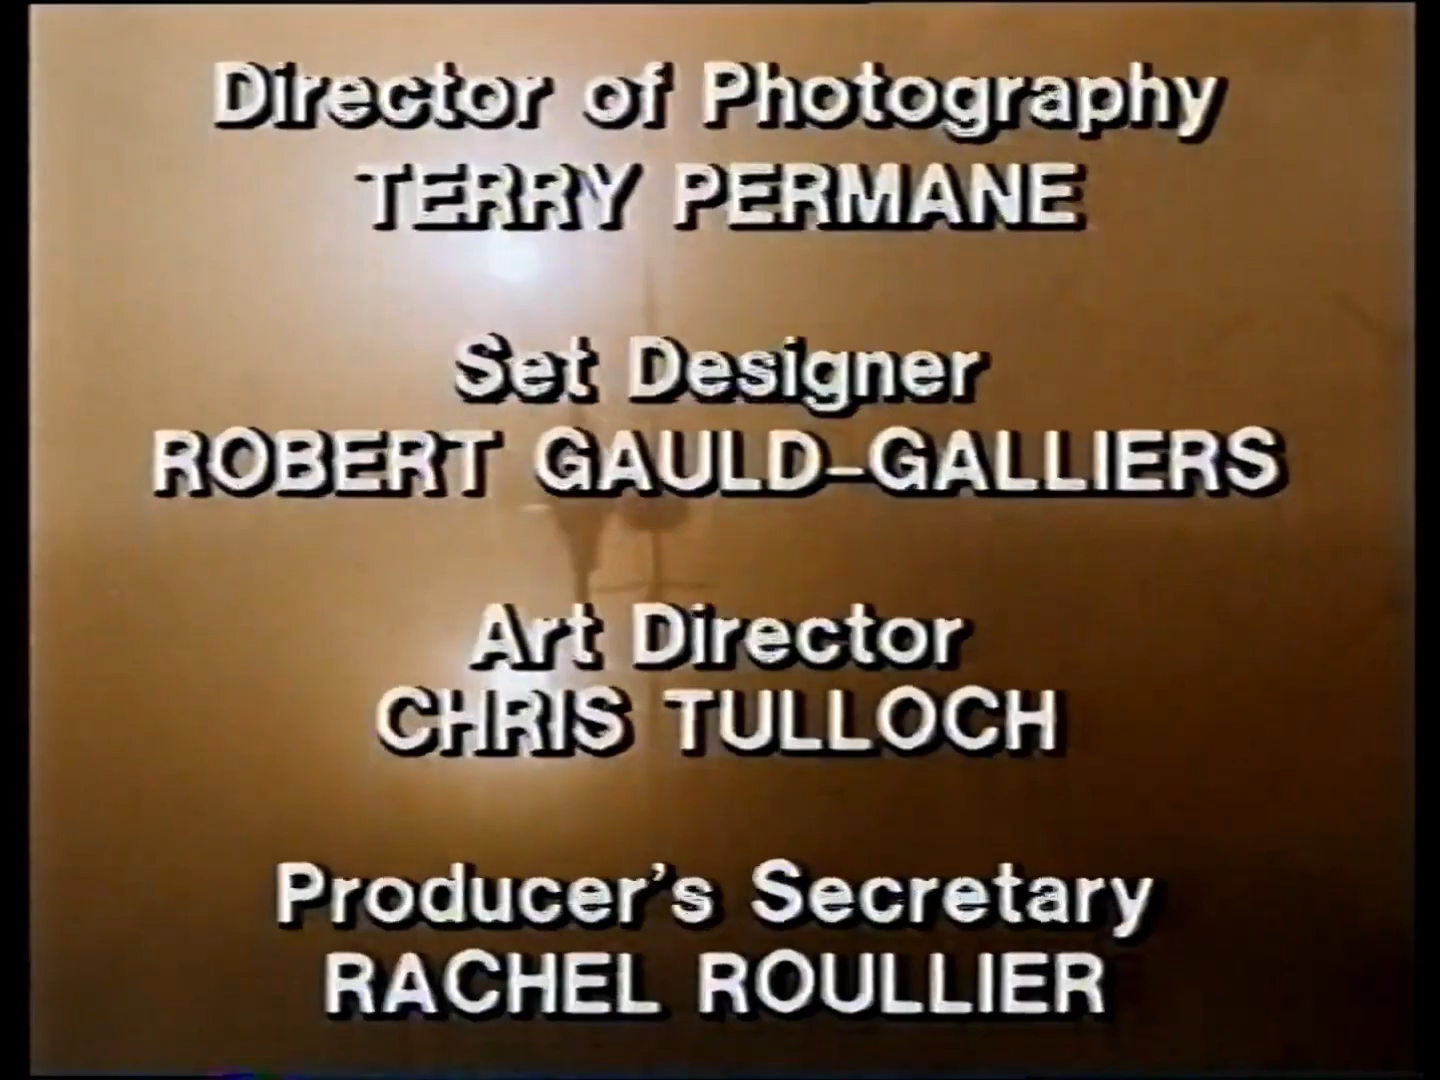 Director of Photography
TERRY PERMANE
Set Designer
ROBERT GAULD-GALLIERS
Art Director
CHRIS TULLOCH
Producer's Secretary
RACHEL ROULLIER